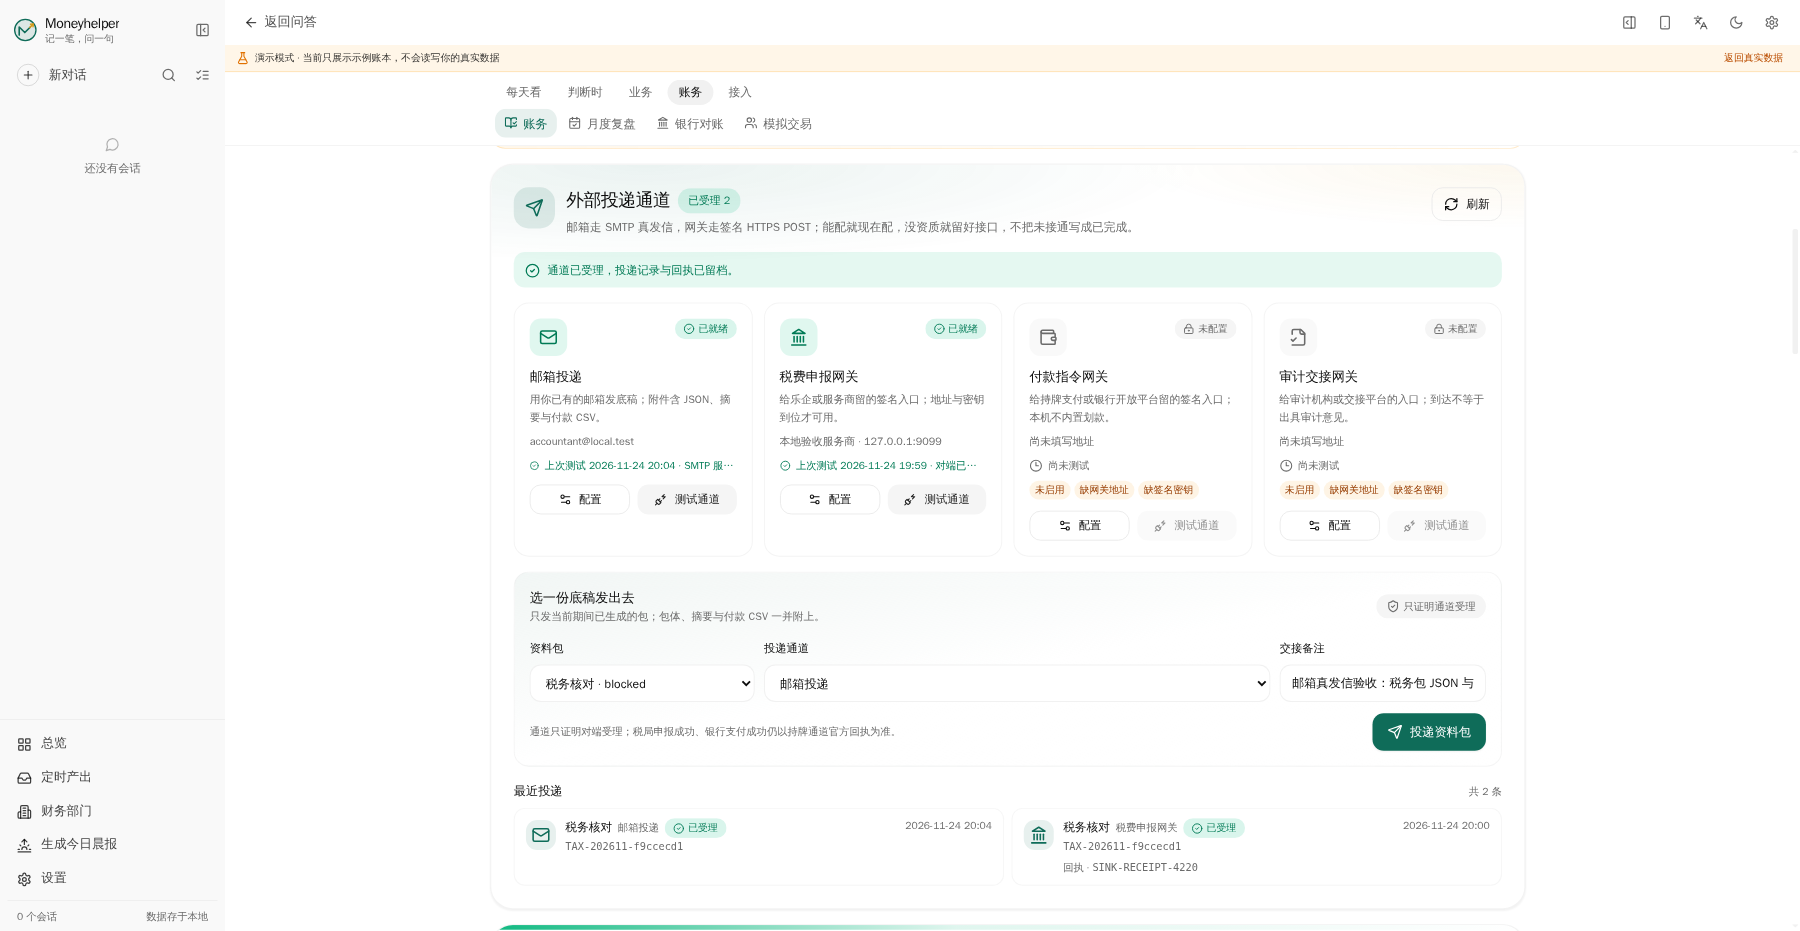 Moneyhelper
记一笔，问一句
返回问答
新对话
还没有会话
演示模式 · 当前只展示示例账本，不会读写你的真实数据
返回真实数据
每天看
判断时
业务
账务
接入
账务
月度复盘
银行对账
模拟交易
外部投递通道
已受理 2
刷新
邮箱走 SMTP 真发信，网关走签名 HTTPS POST；能配就现在配，没资质就留好接口，不把未接通写成已完成。
通道已受理，投递记录与回执已留档。
已就绪
邮箱投递
用你已有的邮箱发底稿；附件含 JSON、摘
要与付款 CSV。
accountant@local.test
上次测试 2026-11-24 20:04 · SMTP 服…
配置
测试通道
已就绪
税费申报网关
给乐企或服务商留的签名入口；地址与密钥
到位才可用。
本地验收服务商 · 127.0.0.1:9099
上次测试 2026-11-24 19:59 · 对端已…
配置
测试通道
未配置
付款指令网关
给持牌支付或银行开放平台留的签名入口；
本机不内置划款。
尚未填写地址
尚未测试
未启用
缺网关地址
缺签名密钥
配置
测试通道
未配置
审计交接网关
给审计机构或交接平台的入口；到达不等于
出具审计意见。
尚未填写地址
尚未测试
未启用
缺网关地址
缺签名密钥
配置
测试通道
选一份底稿发出去
只发当前期间已生成的包；包体、摘要与付款 CSV 一并附上。
只证明通道受理
资料包
投递通道
交接备注
税务核对 · blocked
邮箱投递
邮箱真发信验收：税务包 JSON 与
通道只证明对端受理；税局申报成功、银行支付成功仍以持牌通道官方回执为准。
投递资料包
最近投递
共 2 条
税务核对 邮箱投递 已受理
2026-11-24 20:04
TAX-202611-f9ccecd1
税务核对 税费申报网关 已受理
2026-11-24 20:00
TAX-202611-f9ccecd1
回执 · SINK-RECEIPT-4220
总览
定时产出
财务部门
生成今日晨报
设置
0 个会话
数据存于本地